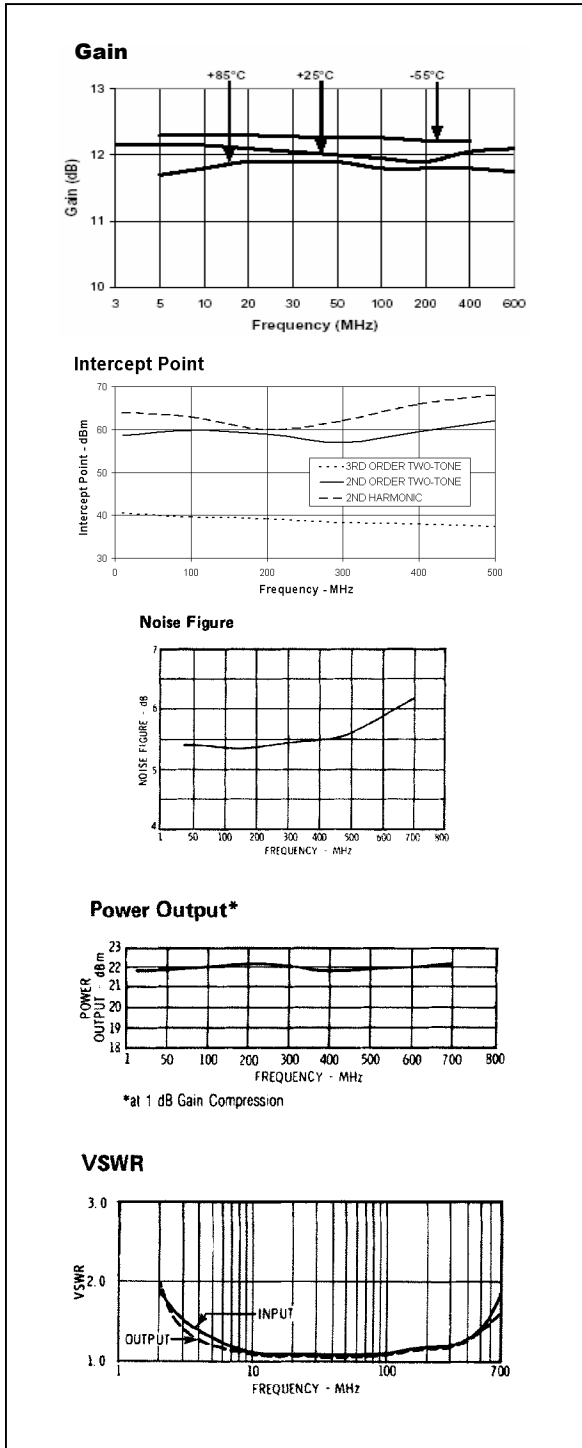 Gain
+85°C +25°C -55°C
13
12
11
10
Gain (dB)
3 5 10 20 30 50 100 200 400 600
Frequency (MHz)
Intercept Point
70
60
50
40
30
Intercept Point - dBm
3RD ORDER TWO-TONE
2ND ORDER TWO-TONE
2ND HARMONIC
0 100 200 300 400 500
Frequency - MHz
Noise Figure
7
6
5
4
NOISE FIGURE - dB
1 50 100 200 300 400 500 600 700 800
FREQUENCY - MHz
Power Output*
23
22
21
20
19
18
POWER
OUTPUT - dBm
1 50 100 200 300 400 500 600 700 800
FREQUENCY - MHz
*at 1 dB Gain Compression
VSWR
3.0
2.0
1.0
VSWR
INPUT
OUTPUT
1 10 100 700
FREQUENCY - MHz